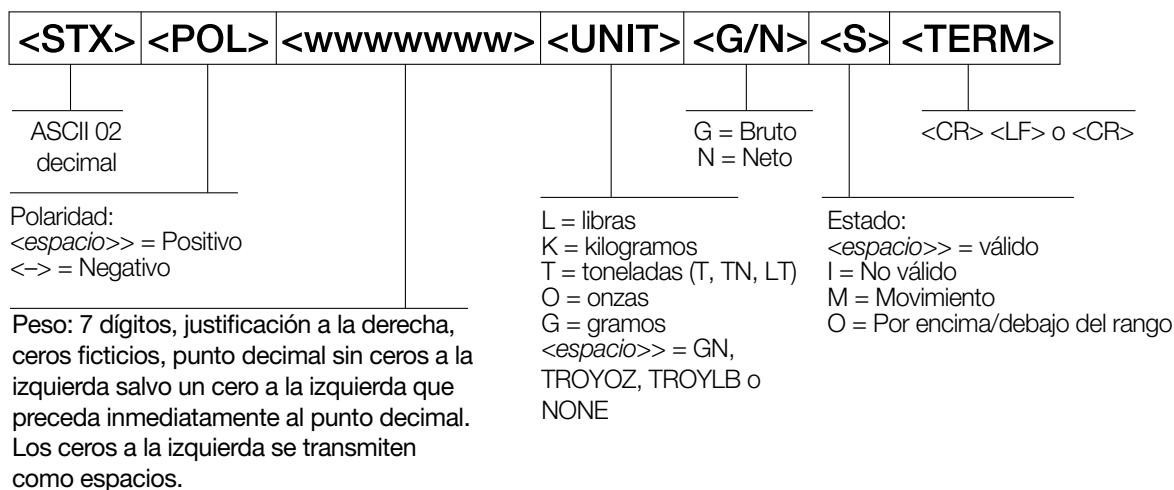 <STX> <POL> <wwwwwww> <UNIT> <G/N> <S> <TERM>
ASCII 02
decimal
G = Bruto
N = Neto
<CR> <LF> o <CR>
Polaridad:
<espacio>> = Positivo
<–> = Negativo
L = libras
K = kilogramos
T = toneladas (T, TN, LT)
O = onzas
G = gramos
<espacio>> = GN,
TROYOZ, TROYLB o
NONE
Estado:
<espacio>> = válido
I = No válido
M = Movimiento
O = Por encima/debajo del rango
Peso: 7 dígitos, justificación a la derecha,
ceros ficticios, punto decimal sin ceros a la
izquierda salvo un cero a la izquierda que
preceda inmediatamente al punto decimal.
Los ceros a la izquierda se transmiten
como espacios.